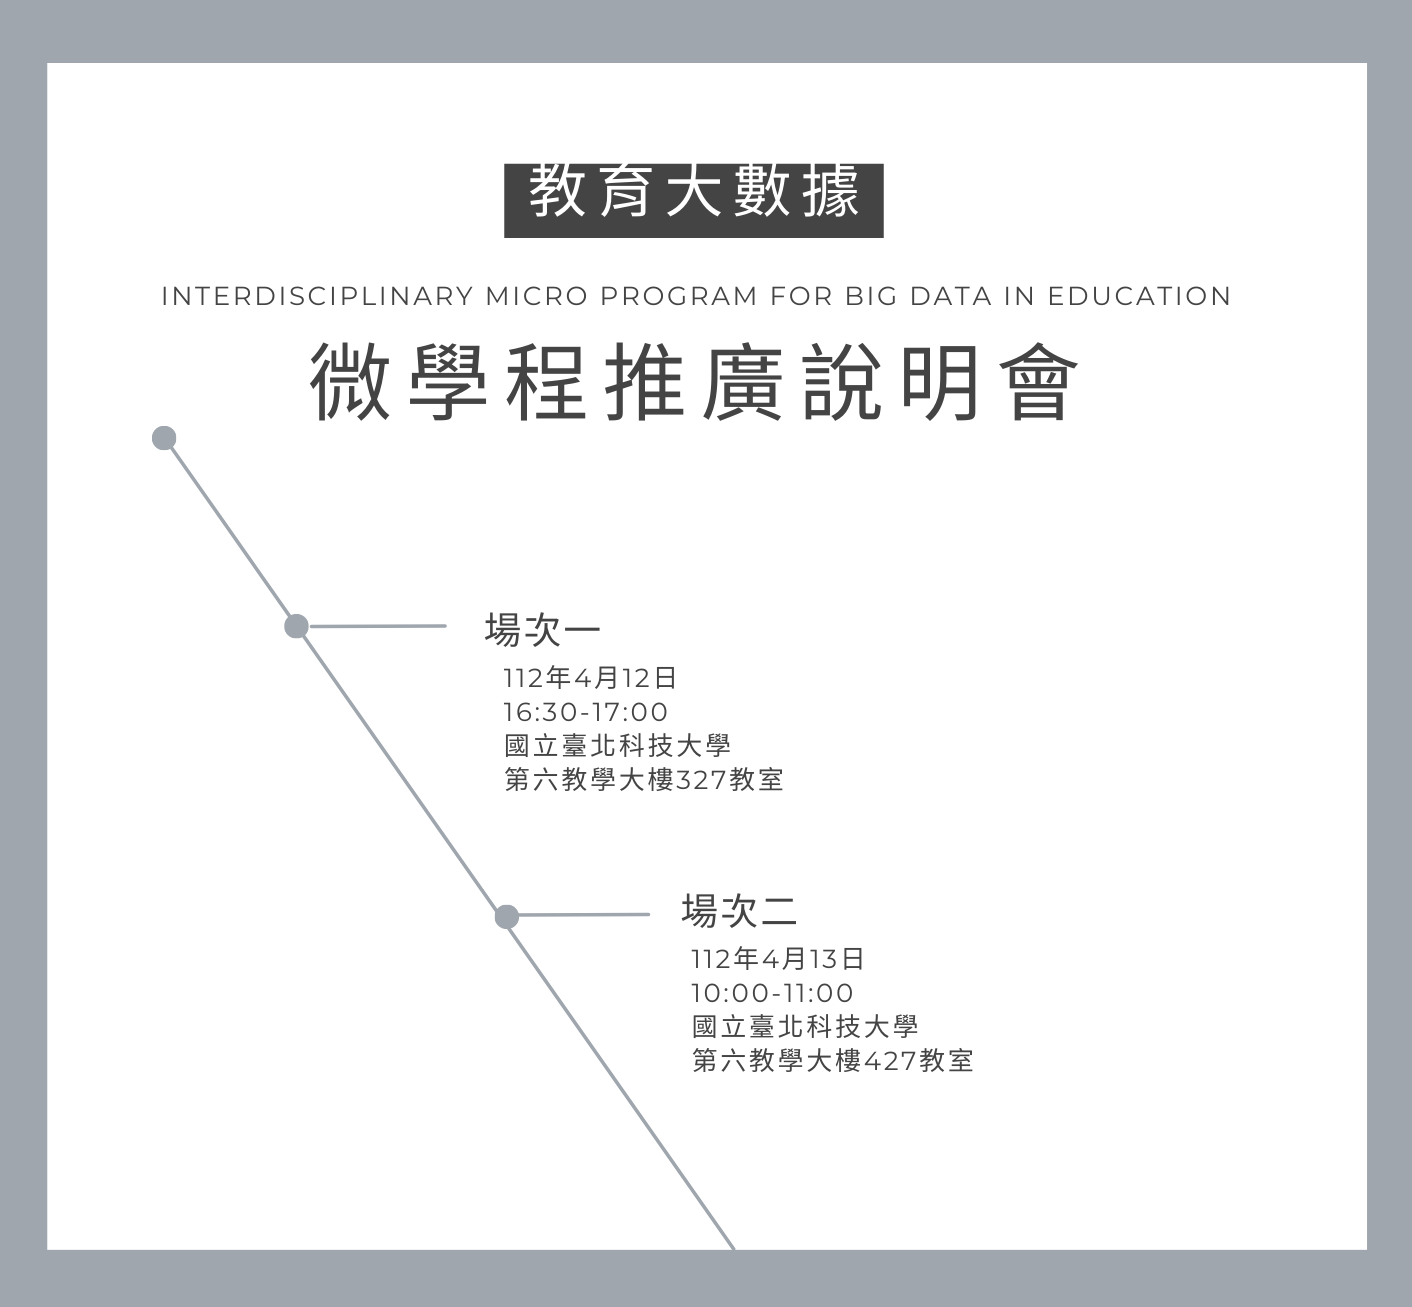 教育大數據
INTERDISCIPLINARY MICRO PROGRAM FOR BIG DATA IN EDUCATION
微學程推廣說明會
場次一
112年4月12日
16:30-17:00
國立臺北科技大學
第六教學大樓327教室
場次二
112年4月13日
10:00-11:00
國立臺北科技大學
第六教學大樓427教室